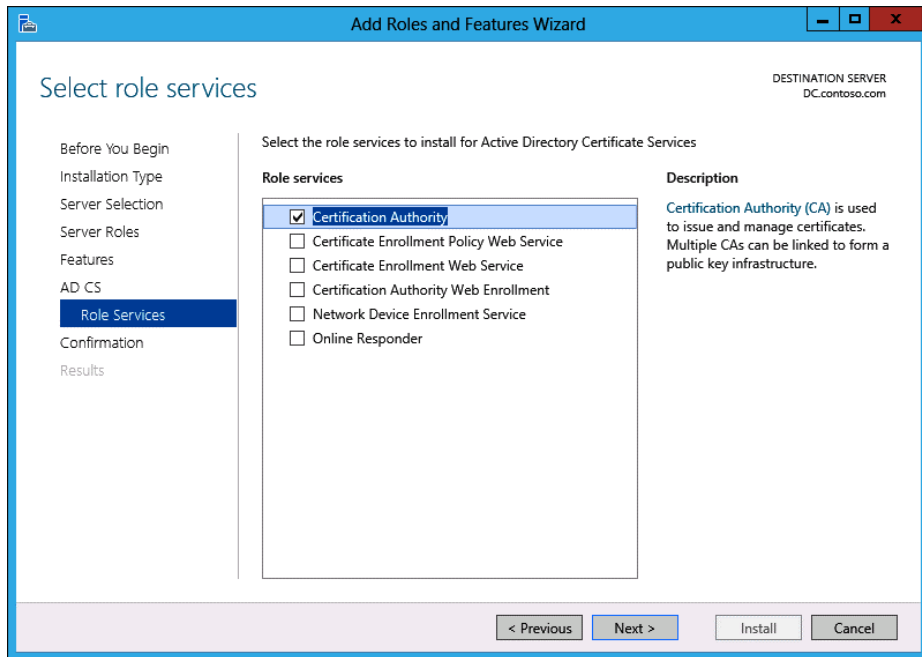 Add Roles and Features Wizard
x
Select role services
DESTINATION SERVER
DC.contoso.com
Before You Begin
Installation Type
Server Selection
Server Roles
Features
AD CS
Role Services
Confirmation
Results
Select the role services to install for Active Directory Certificate Services
Role services
Certification Authority
Certificate Enrollment Policy Web Service
Certificate Enrollment Web Service
Certification Authority Web Enrollment
Network Device Enrollment Service
Online Responder
Description
Certification Authority (CA) is used
to issue and manage certificates.
Multiple CAs can be linked to form a
public key infrastructure.
< Previous
Next >
Install
Cancel